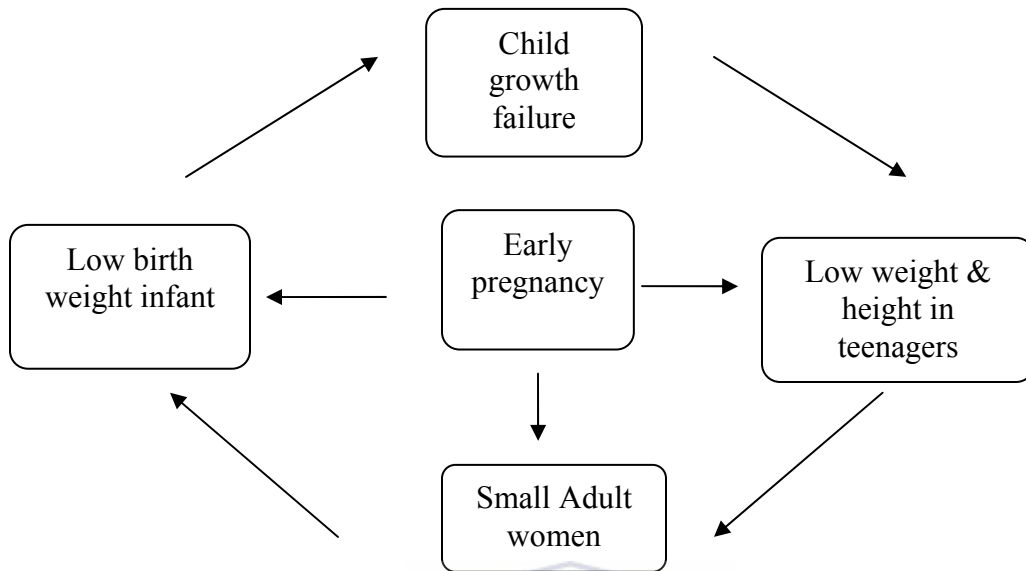 Child
growth
failure
Early
pregnancy
Low birth
weight infant
Low weight &
height in
teenagers
Small Adult
women